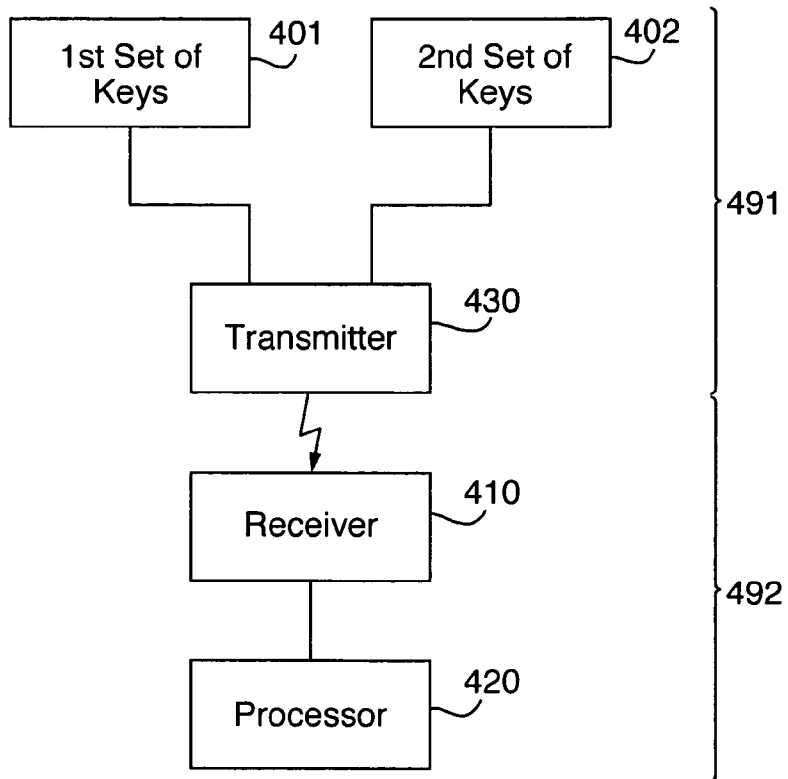 1st Set of
Keys
401
2nd Set of
Keys
402
491
Transmitter
430
Receiver
410
492
Processor
420